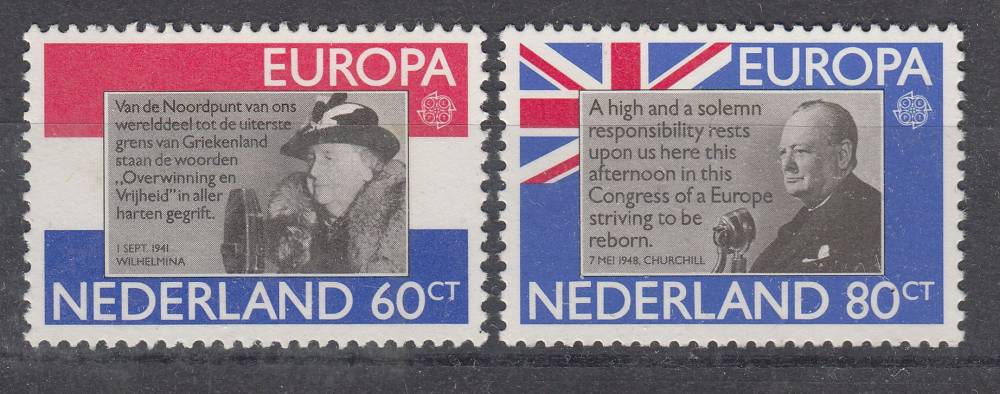 EUROPA
Van de Noordpunt van ons
werelddeel tot de uiterste
grens van Griekenland
staan de woorden
„Overwinning en
Vrijheid" in aller
harten gegrift.
1 SEPT. 1941
WILHELMINA
NEDERLAND 60CT
EUROPA
A high and a solemn
responsibility rests
upon us here this
afternoon in this
Congress of a Europe
striving to be
reborn.
7 MEI 1948, CHURCHILL
NEDERLAND 80CT